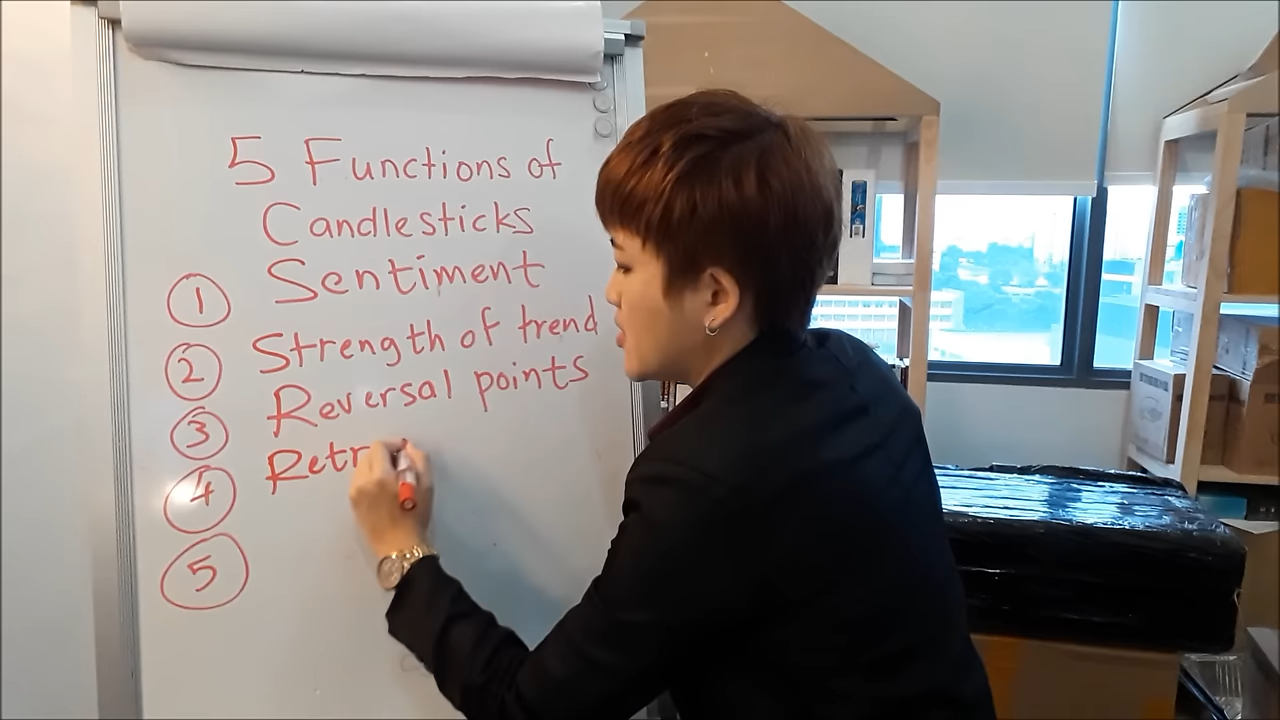 5 Functions of
Candlesticks
1 Sentiment
2 Strength of trend
3 Reversal points
4 Retr
5